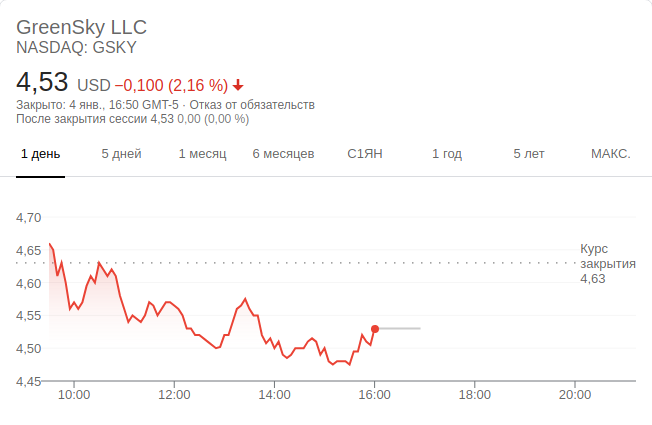 GreenSky LLC
NASDAQ: GSKY
4,53 USD −0,100 (2,16 %)
Закрыто: 4 янв., 16:50 GMT-5 · Отказ от обязательств
После закрытия сессии 4,53 0,00 (0,00 %)
1 день 5 дней 1 месяц 6 месяцев С1ЯН 1 год 5 лет МАКС.
4,70
4,65
4,60
4,55
4,50
4,45
Курс
закрытия
4,63
10:00 12:00 14:00 16:00 18:00 20:00